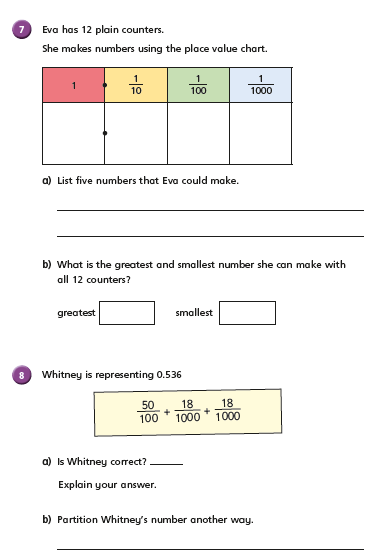 7 Eva has 12 plain counters.
She makes numbers using the place value chart.
1 1/10 1/100 1/1000
a) List five numbers that Eva could make.
b) What is the greatest and smallest number she can make with
all 12 counters?
greatest smallest
8 Whitney is representing 0.536
50/100 + 18/1000 + 18/1000
a) Is Whitney correct?
Explain your answer.
b) Partition Whitney's number another way.